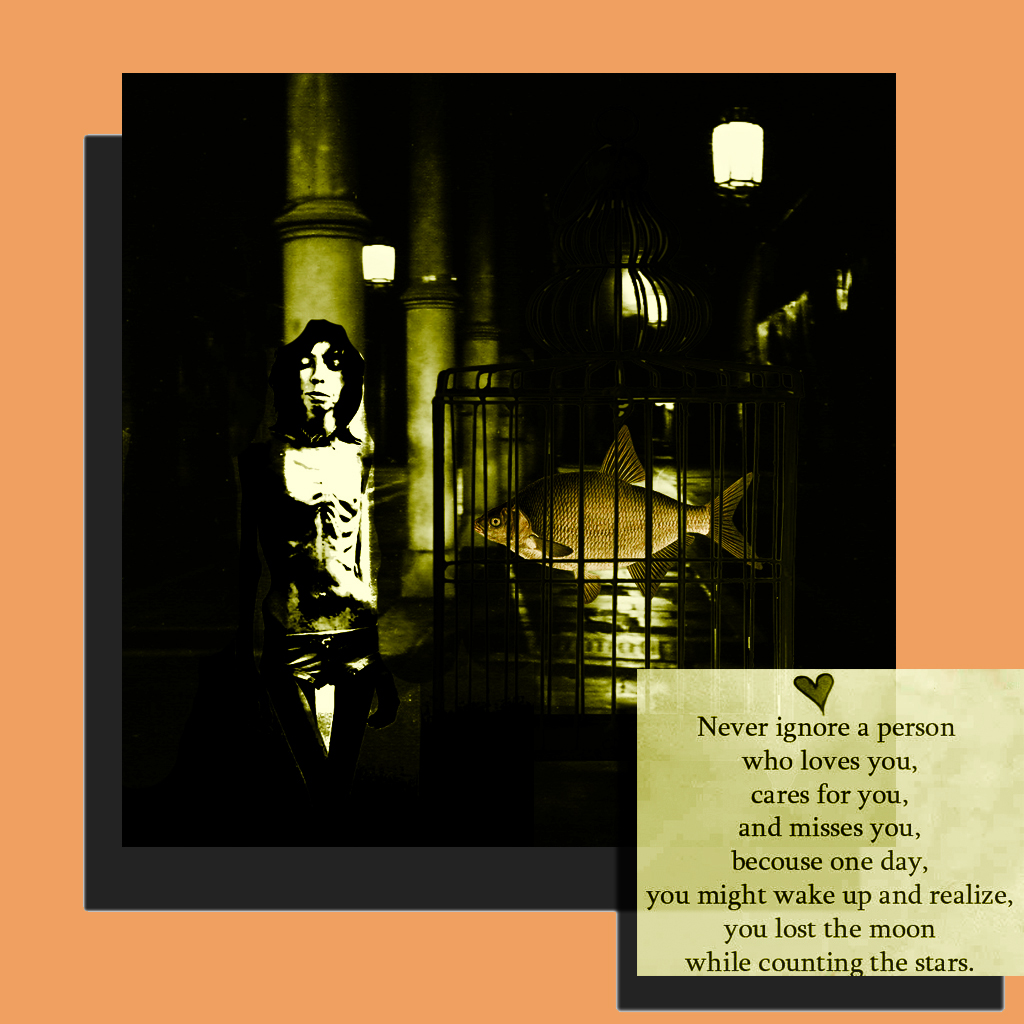 Never ignore a person
who loves you,
cares for you,
and misses you,
becouse one day,
you might wake up and realize,
you lost the moon
while counting the stars.